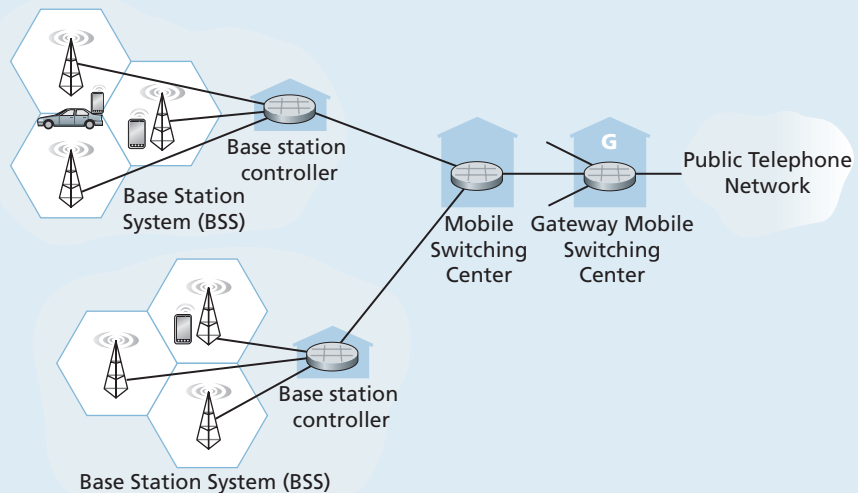 Base station
controller
Base Station
System (BSS)
G
Public Telephone
Network
Mobile
Switching
Center
Gateway Mobile
Switching
Center
Base station
controller
Base Station System (BSS)